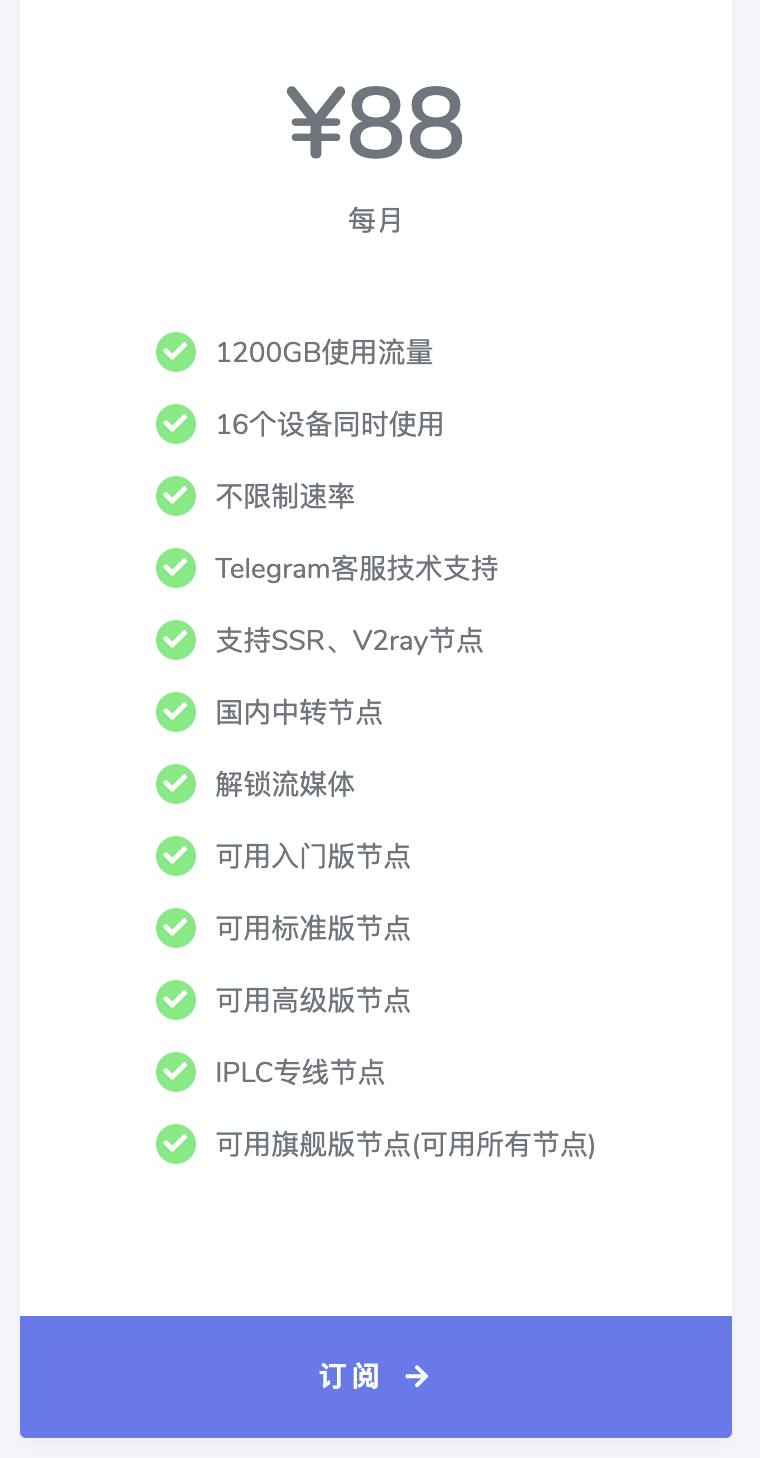 ¥88
每月
1200GB使用流量
16个设备同时使用
不限制速率
Telegram客服技术支持
支持SSR、V2ray节点
国内中转节点
解锁流媒体
可用入门版节点
可用标准版节点
可用高级版节点
IPLC专线节点
可用旗舰版节点(可用所有节点)
订阅 →